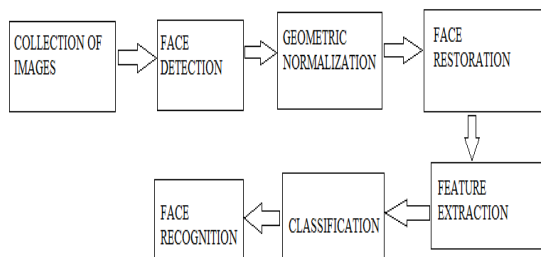 COLLECTION OF
IMAGES
FACE
DETECTION
GEOMETRIC
NORMALIZATION
FACE
RESTORATION
FEATURE
EXTRACTION
CLASSIFICATION
FACE
RECOGNITION